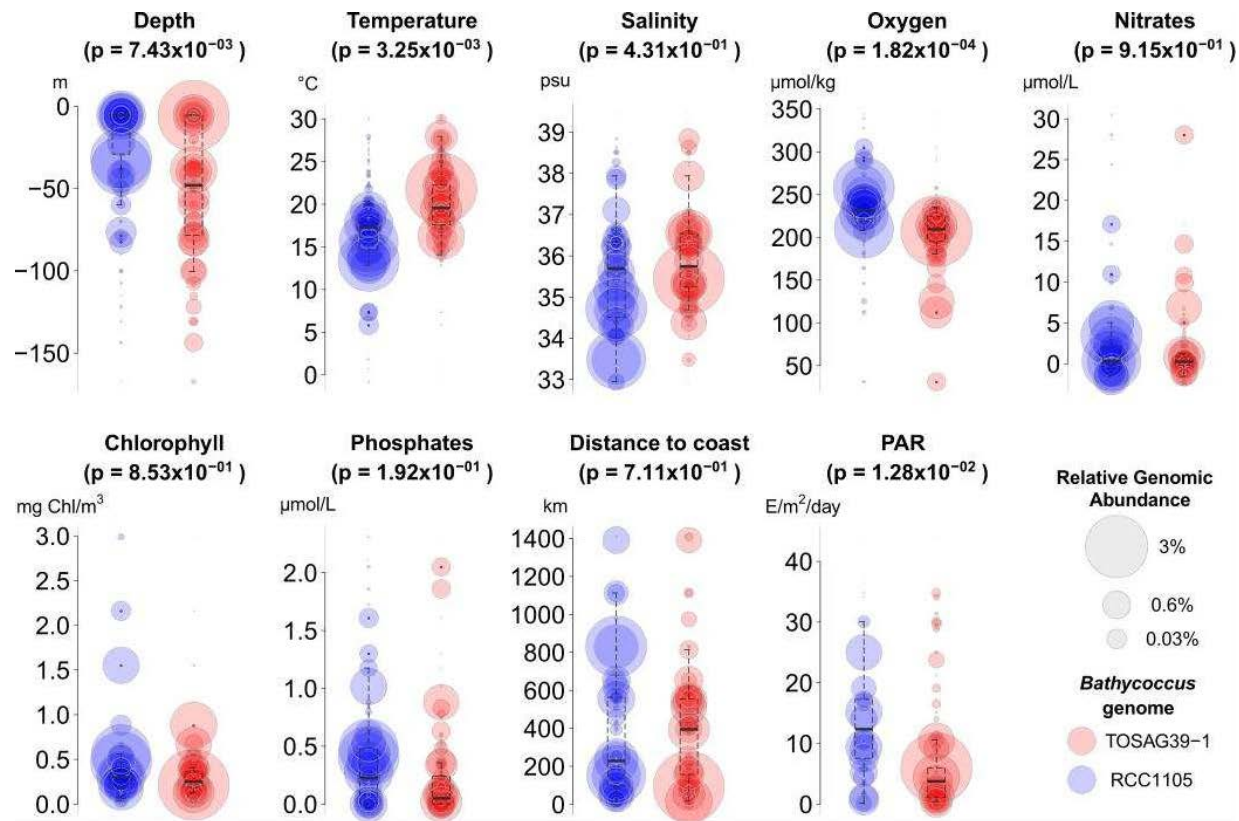 Depth
(p = 7.43x10−03 )
Temperature
(p = 3.25x10−03 )
Salinity
(p = 4.31x10−01 )
Oxygen
(p = 1.82x10−04 )
Nitrates
(p = 9.15x10−01 )
m
0
−50
−100
−150
°C
30
25
20
15
10
5
0
psu
39
38
37
36
35
34
33
µmol/kg
350
300
250
200
150
100
50
µmol/L
30
25
20
15
10
5
0
Chlorophyll
(p = 8.53x10−01 )
Phosphates
(p = 1.92x10−01 )
Distance to coast
(p = 7.11x10−01 )
PAR
(p = 1.28x10−02 )
mg Chl/m3
3.0
2.5
2.0
1.5
1.0
0.5
0.0
µmol/L
2.0
1.5
1.0
0.5
0.0
km
1400
1200
1000
800
600
400
200
0
E/m2/day
40
30
20
10
0
Relative Genomic
Abundance
3%
0.6%
0.03%
Bathycoccus
genome
TOSAG39−1
RCC1105